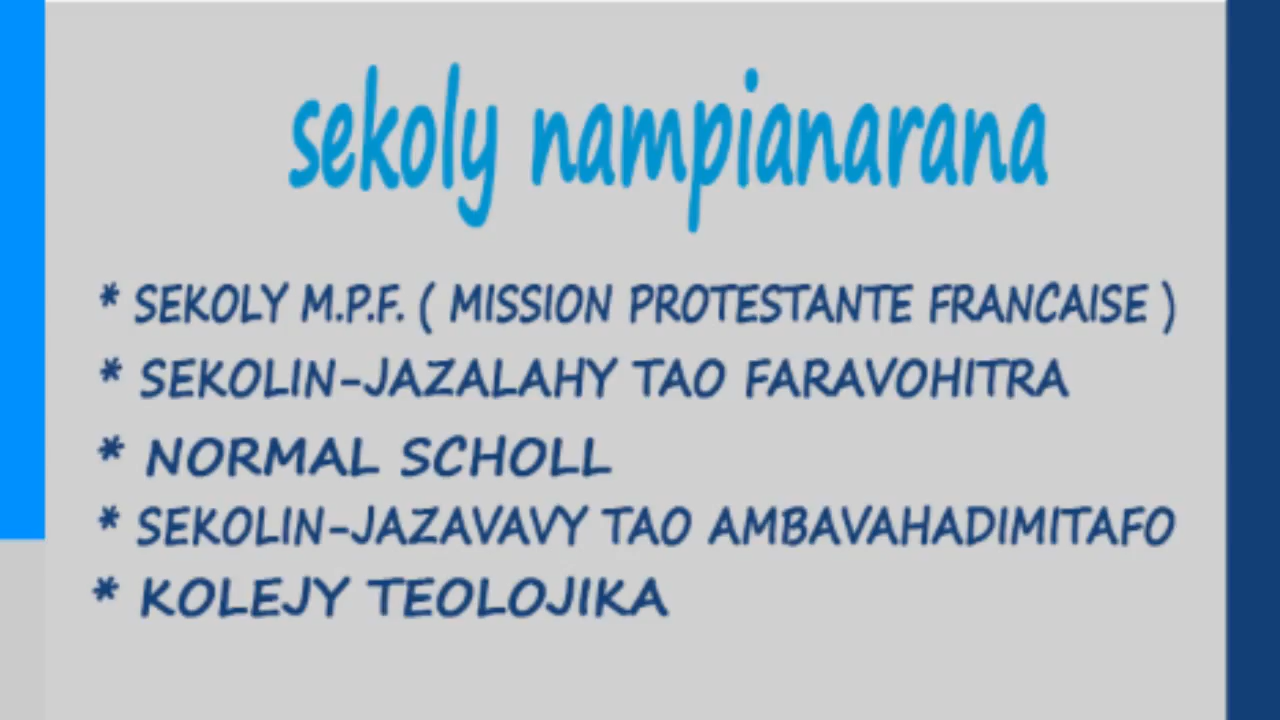 sekoly nampianarana
* SEKOLY M.P.F. ( MISSION PROTESTANTE FRANCAISE )
* SEKOLIN-JAZALAHY TAO FARAVOHITRA
* NORMAL SCHOLL
* SEKOLIN-JAZAVAVY TAO AMBAVAHADIMITAFO
* KOLEJY TEOLOJIKA